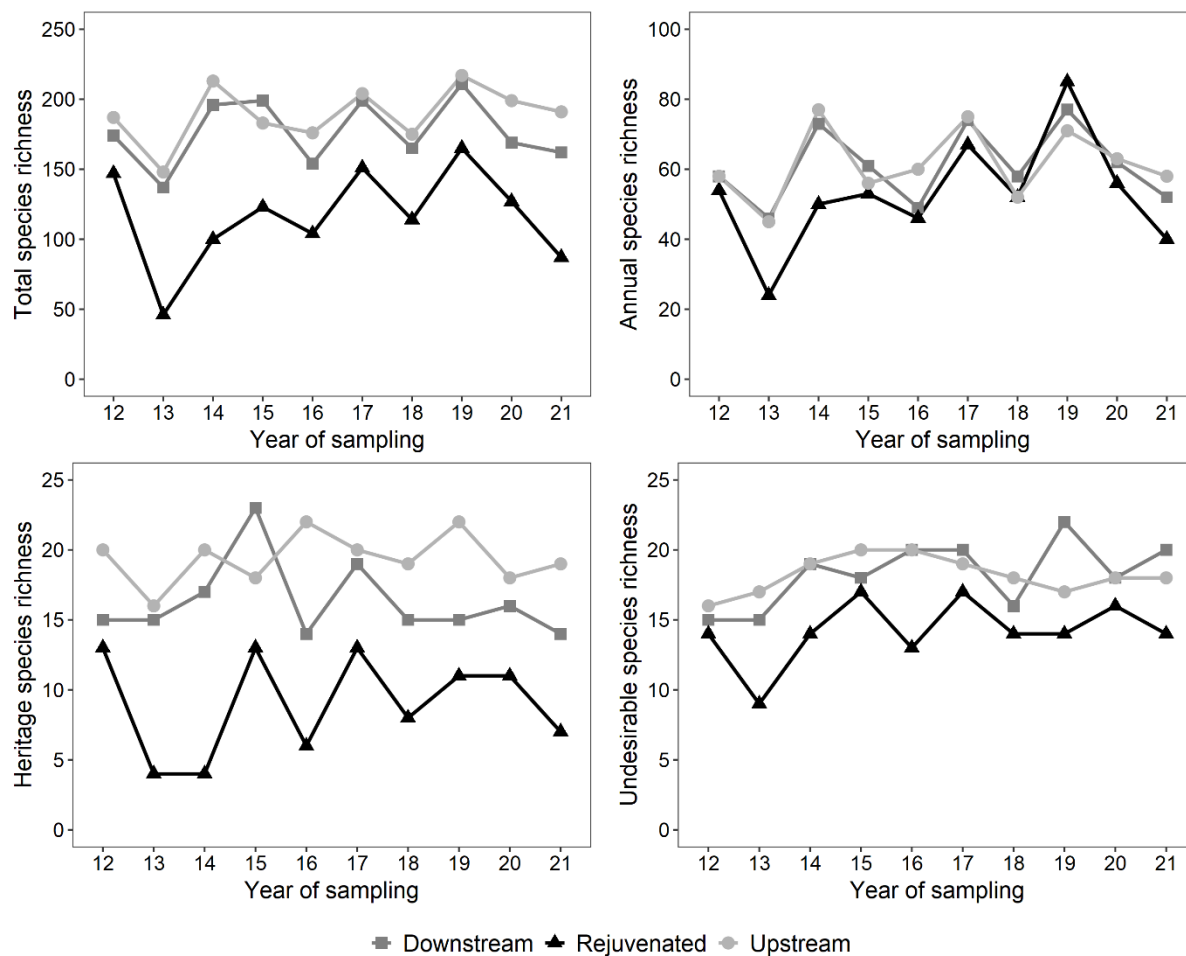 Total species richness
250
200
150
100
50
0
12 13 14 15 16 17 18 19 20 21
Year of sampling
Annual species richness
100
80
60
40
20
0
12 13 14 15 16 17 18 19 20 21
Year of sampling
Heritage species richness
25
20
15
10
5
0
12 13 14 15 16 17 18 19 20 21
Year of sampling
Undesirable species richness
25
20
15
10
5
0
12 13 14 15 16 17 18 19 20 21
Year of sampling
Downstream Rejuvenated Upstream